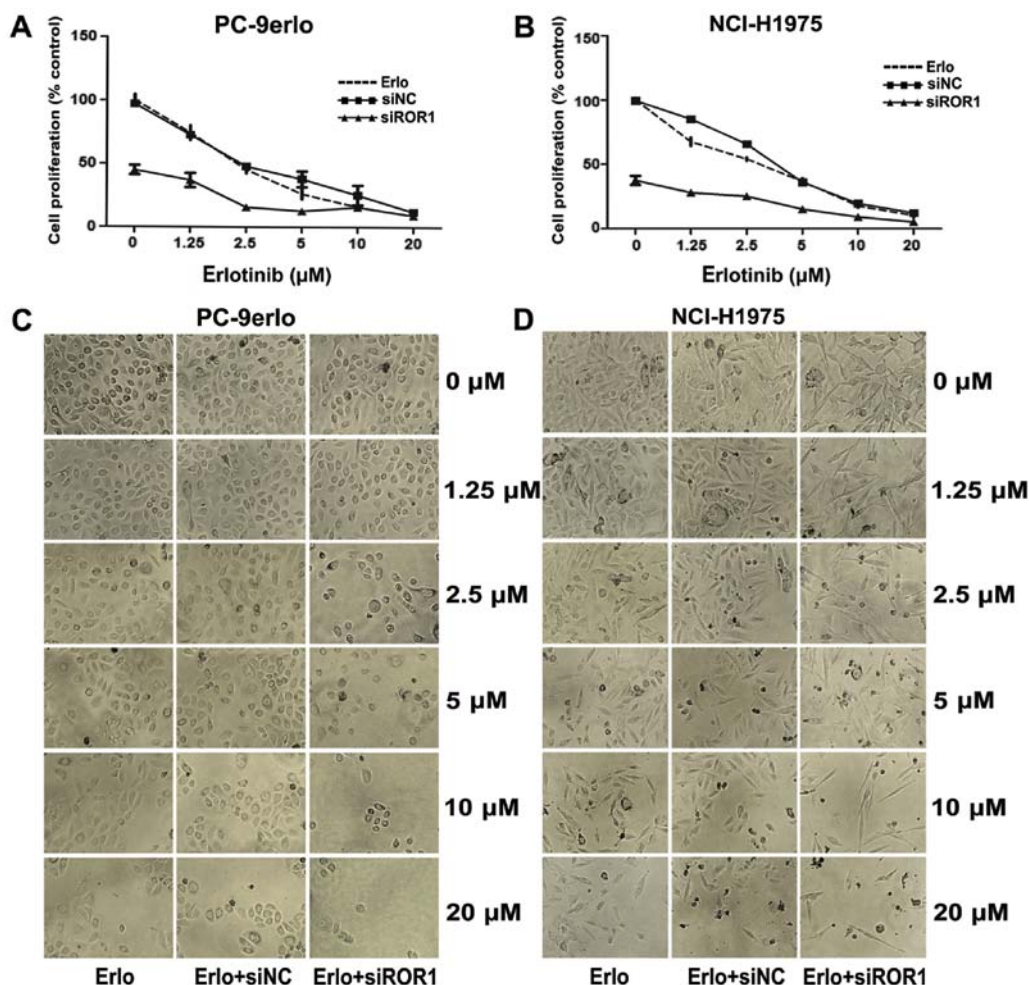 A PC-9erlo
Cell proliferation (% control)
150
100
50
0
0 1.25 2.5 5 10 20
Erlotinib (μM)
Erlo
siNC
siROR1
B NCI-H1975
Cell proliferation (% control)
150
100
50
0
0 1.25 2.5 5 10 20
Erlotinib (μM)
Erlo
siNC
siROR1
C PC-9erlo
0 μM
1.25 μM
2.5 μM
5 μM
10 μM
20 μM
Erlo Erlo+siNC Erlo+siROR1
D NCI-H1975
0 μM
1.25 μM
2.5 μM
5 μM
10 μM
20 μM
Erlo Erlo+siNC Erlo+siROR1